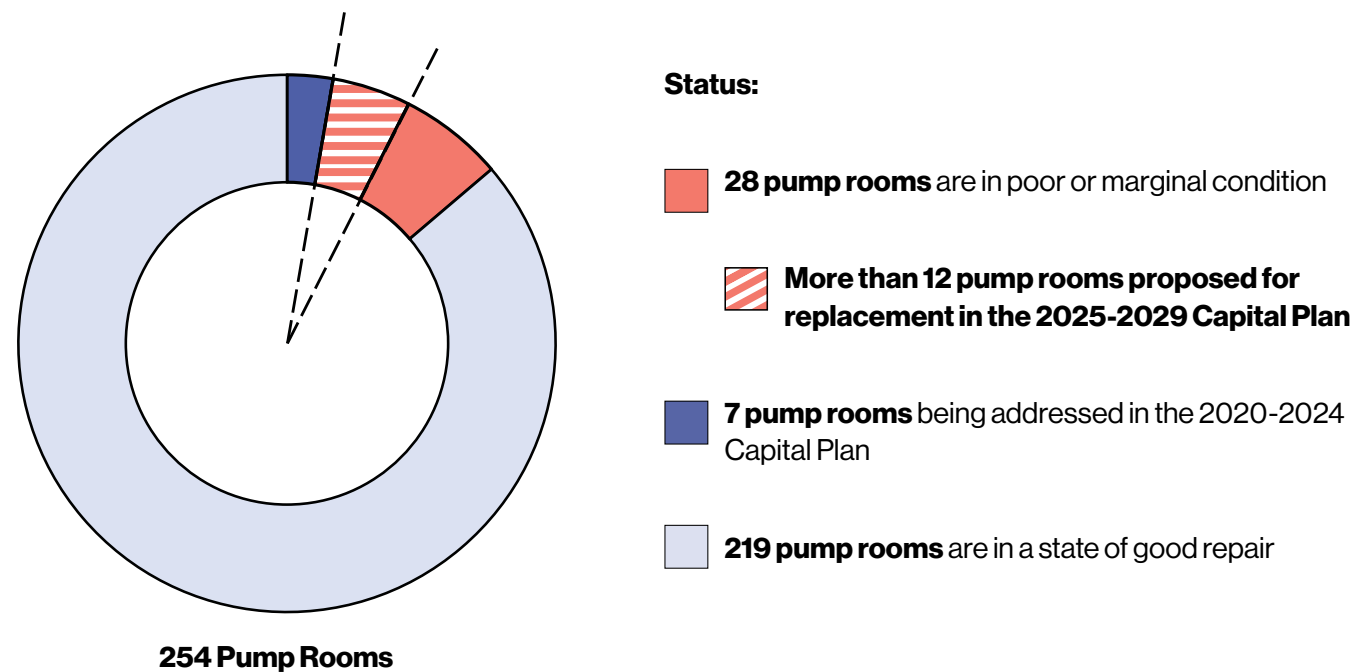 Status:
28 pump rooms are in poor or marginal condition
More than 12 pump rooms proposed for
replacement in the 2025-2029 Capital Plan
7 pump rooms being addressed in the 2020-2024
Capital Plan
219 pump rooms are in a state of good repair
254 Pump Rooms